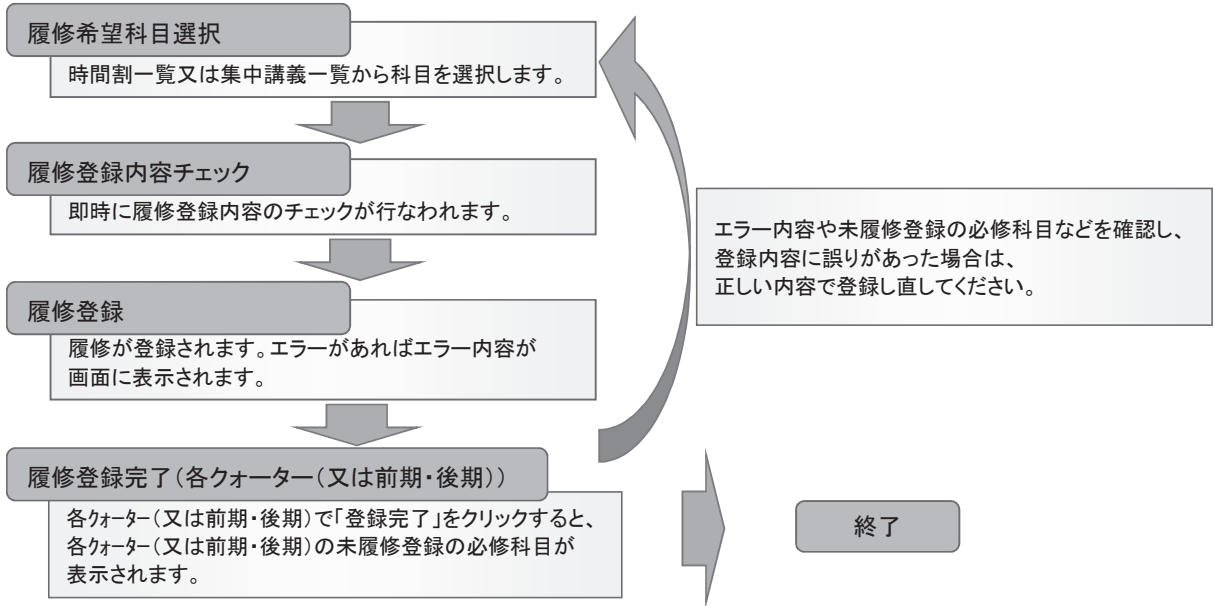 履修希望科目選択
時間割一覧又は集中講義一覧から科目を選択します。
履修登録内容チェック
即時に履修登録内容のチェックが行なわれます。
エラー内容や未履修登録の必修科目などを確認し、
登録内容に誤りがあった場合は、
正しい内容で登録し直してください。
履修登録
履修が登録されます。エラーがあればエラー内容が
画面に表示されます。
履修登録完了(各クォーター(又は前期・後期))
各クォーター(又は前期・後期)で「登録完了」をクリックすると、
各クォーター(又は前期・後期)の未履修登録の必修科目が
表示されます。
終了